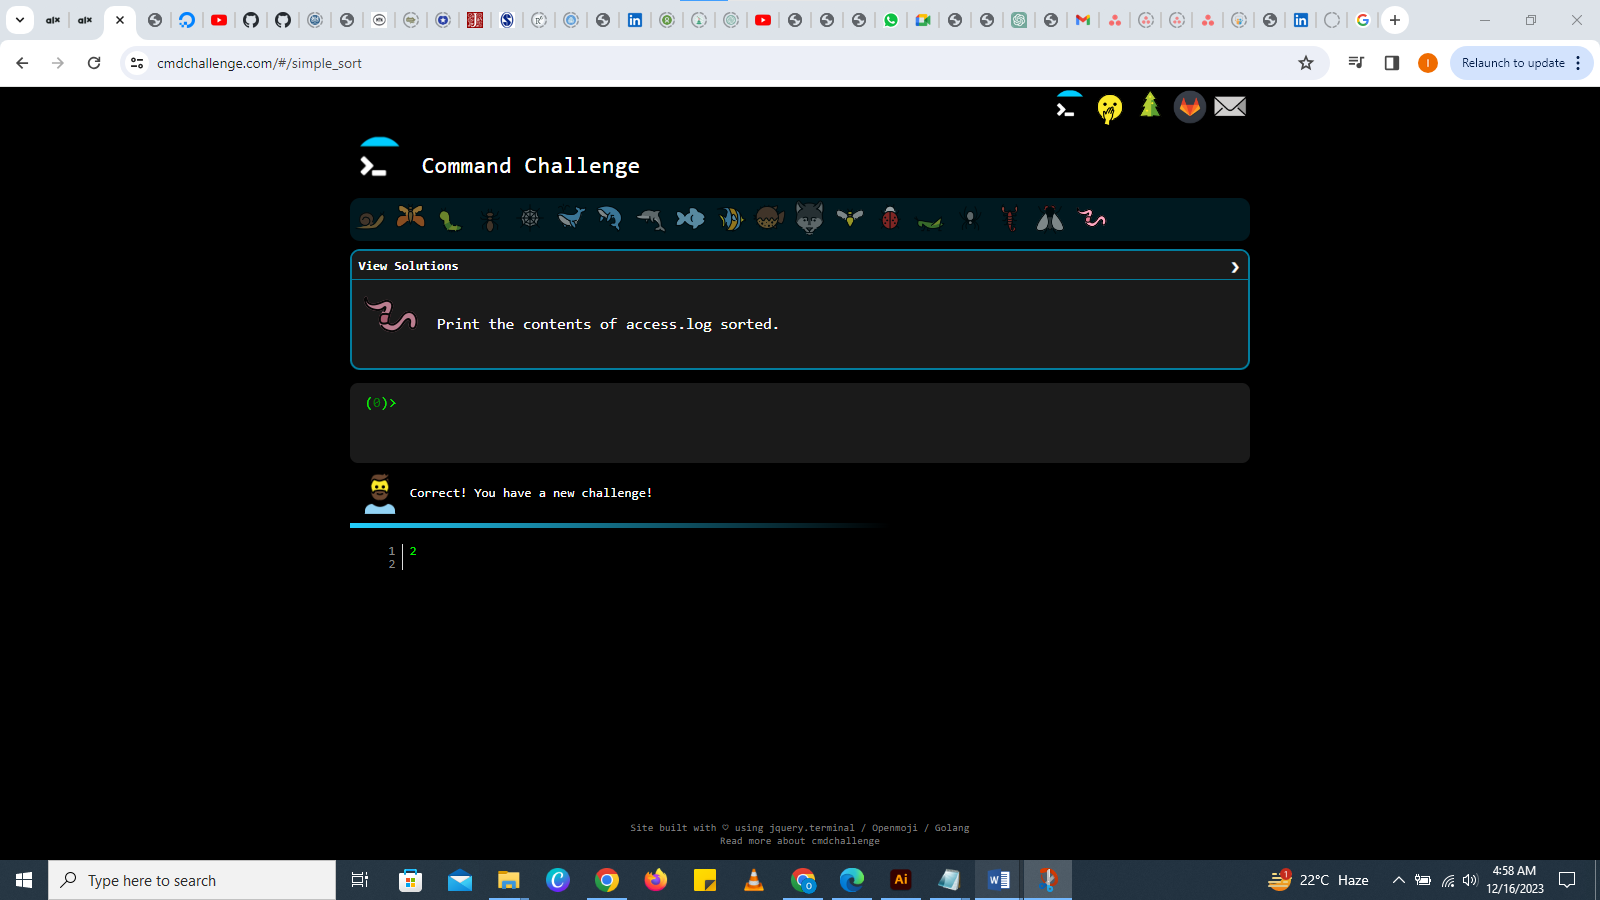 alx
alx
cmdchallenge.com/#/simple_sort
Relaunch to update
Command Challenge
View Solutions
Print the contents of access.log sorted.
(0)>
Correct! You have a new challenge!
1 2
2
Site built with ♡ using jquery.terminal / Openmoji / Golang
Read more about cmdchallenge
Type here to search
22°C Haze
4:58 AM
12/16/2023